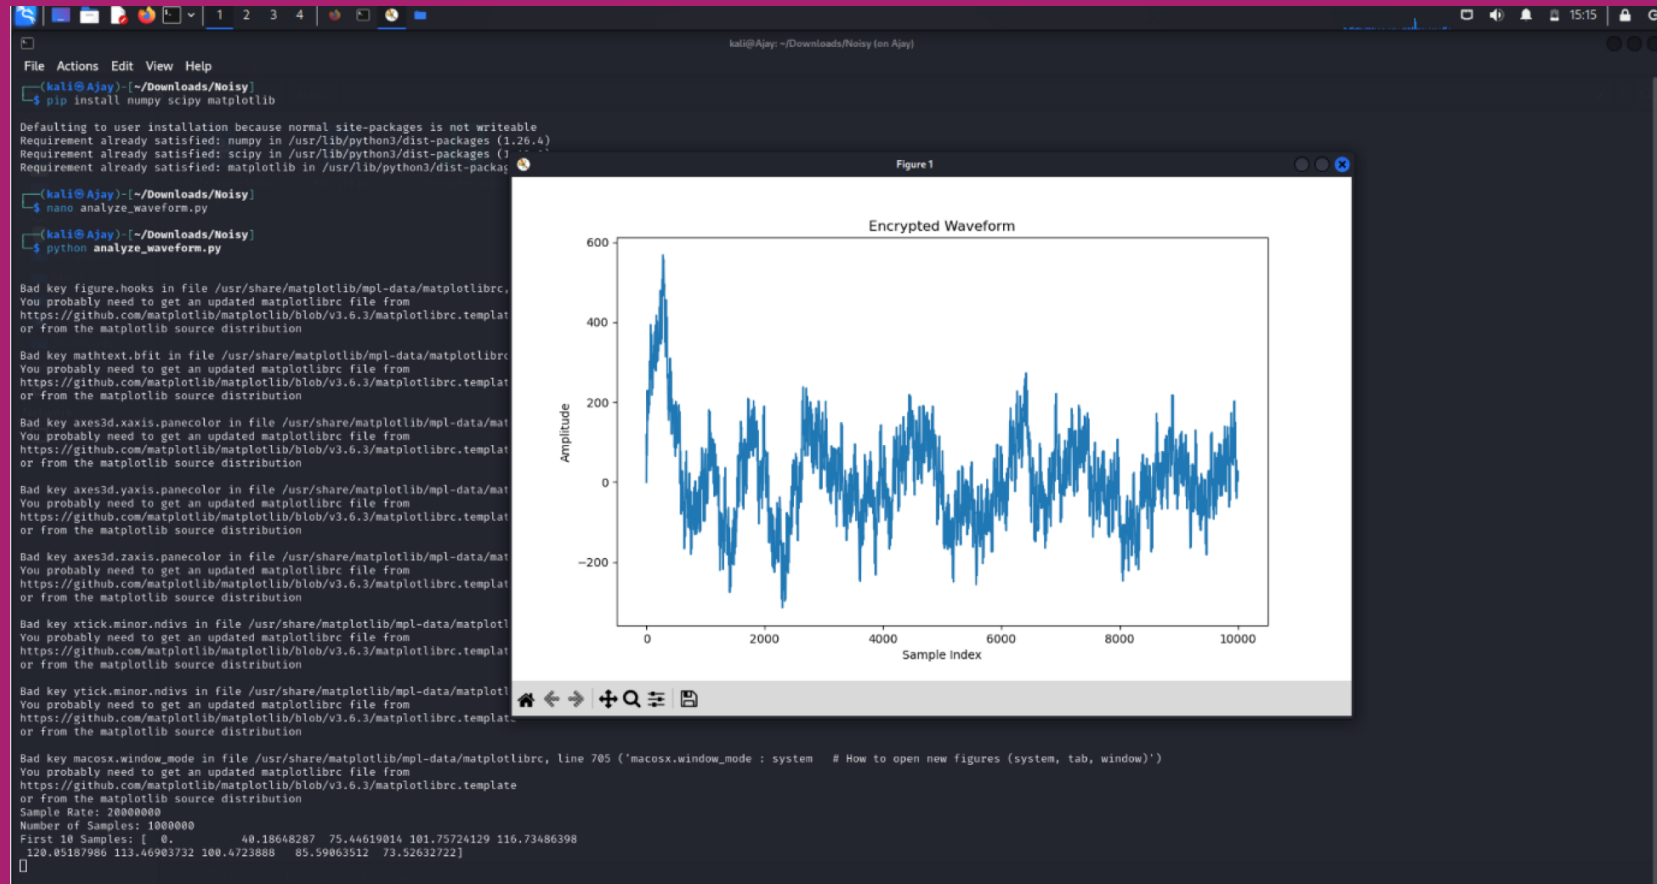 1 2 3 4
15:15
kali@Ajay: ~/Downloads/Noisy (on Ajay)
File Actions Edit View Help
(kali㉿Ajay)-[~/Downloads/Noisy]
$ pip install numpy scipy matplotlib
Defaulting to user installation because normal site-packages is not writeable
Requirement already satisfied: numpy in /usr/lib/python3/dist-packages (1.26.4)
Requirement already satisfied: scipy in /usr/lib/python3/dist-packages
Requirement already satisfied: matplotlib in /usr/lib/python3/dist-packag
(kali㉿Ajay)-[~/Downloads/Noisy]
$ nano analyze_waveform.py
(kali㉿Ajay)-[~/Downloads/Noisy]
$ python analyze_waveform.py
Bad key figure.hooks in file /usr/share/matplotlib/mpl-data/matplotlibrc,
You probably need to get an updated matplotlibrc file from
https://github.com/matplotlib/matplotlib/blob/v3.6.3/matplotlibrc.templat
or from the matplotlib source distribution
Bad key mathtext.bfit in file /usr/share/matplotlib/mpl-data/matplotlibrc
You probably need to get an updated matplotlibrc file from
https://github.com/matplotlib/matplotlib/blob/v3.6.3/matplotlibrc.templat
or from the matplotlib source distribution
Bad key axes3d.xaxis.panecolor in file /usr/share/matplotlib/mpl-data/mat
You probably need to get an updated matplotlibrc file from
https://github.com/matplotlib/matplotlib/blob/v3.6.3/matplotlibrc.templat
or from the matplotlib source distribution
Bad key axes3d.yaxis.panecolor in file /usr/share/matplotlib/mpl-data/mat
You probably need to get an updated matplotlibrc file from
https://github.com/matplotlib/matplotlib/blob/v3.6.3/matplotlibrc.templat
or from the matplotlib source distribution
Bad key axes3d.zaxis.panecolor in file /usr/share/matplotlib/mpl-data/mat
You probably need to get an updated matplotlibrc file from
https://github.com/matplotlib/matplotlib/blob/v3.6.3/matplotlibrc.templat
or from the matplotlib source distribution
Bad key xtick.minor.ndivs in file /usr/share/matplotlib/mpl-data/matplotl
You probably need to get an updated matplotlibrc file from
https://github.com/matplotlib/matplotlib/blob/v3.6.3/matplotlibrc.templat
or from the matplotlib source distribution
Bad key ytick.minor.ndivs in file /usr/share/matplotlib/mpl-data/matplotl
You probably need to get an updated matplotlibrc file from
https://github.com/matplotlib/matplotlib/blob/v3.6.3/matplotlibrc.template
or from the matplotlib source distribution
Bad key macosx.window_mode in file /usr/share/matplotlib/mpl-data/matplotlibrc, line 705 ('macosx.window_mode : system # How to open new figures (system, tab, window)')
You probably need to get an updated matplotlibrc file from
https://github.com/matplotlib/matplotlib/blob/v3.6.3/matplotlibrc.template
or from the matplotlib source distribution
Sample Rate: 20000000
Number of Samples: 1000000
First 10 Samples: [ 0. 40.18648287 75.44619014 101.75724129 116.73486398
120.05187986 113.46903732 100.4723888 85.59063512 73.52632722]
Figure 1
Encrypted Waveform
600
400
200
0
−200
Amplitude
0 2000 4000 6000 8000 10000
Sample Index